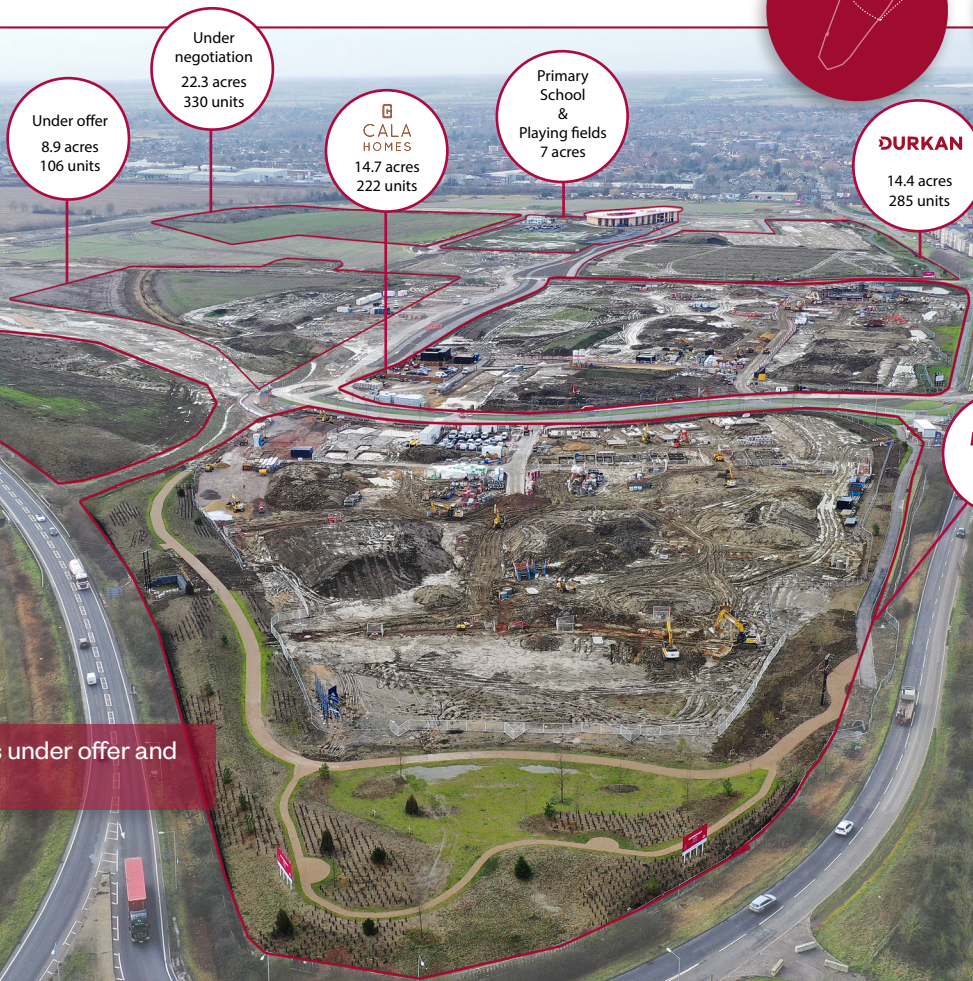 Under
negotiation
22.3 acres
330 units
Under offer
8.9 acres
106 units
CALA
HOMES
14.7 acres
222 units
Primary
School
&
Playing fields
7 acres
DURKAN
14.4 acres
285 units
under offer and